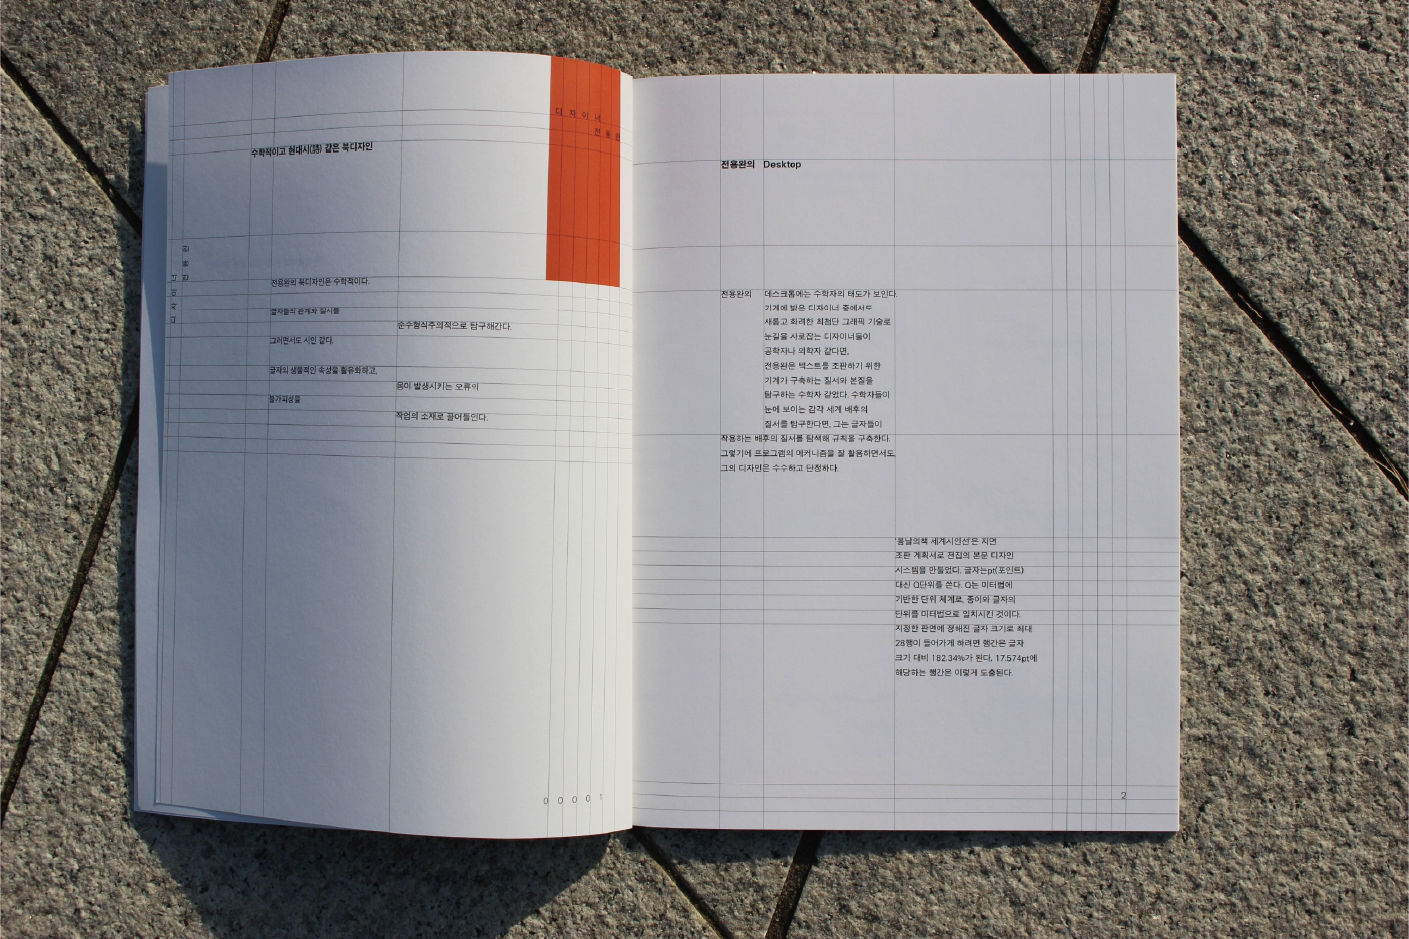 디자이너
전용완
수학적이고 현대시(詩) 같은 북디자인
디자이너
전용완
전용완의 북디자인은 수학적이다.
글자들의 관계와 질서를
순수형식주의적으로 탐구해간다.
그러면서도 시인 같다.
글자의 생물적인 속성을 활유화하고,
몸이 발생시키는 오류의
불가피성을
작업의 소재로 끌어들인다.
00001
전용완의 Desktop
전용완의 데스크톱에는 수학자의 태도가 보인다.
기계에 밝은 디자이너 중에서도
새롭고 화려한 최첨단 그래픽 기술로
눈길을 사로잡는 디자이너들이
공학자나 의학자 같다면,
전용완은 텍스트를 조판하기 위한
기계가 구축하는 질서와 본질을
탐구하는 수학자 같았다. 수학자들이
눈에 보이는 감각 세계 배후의
질서를 탐구한다면, 그는 글자들이
작용하는 배후의 질서를 탐색해 규칙을 구축한다.
그렇기에 프로그램의 메커니즘을 잘 활용하면서도
그의 디자인은 수수하고 단정하다.
'봄날의책 세계시인선'은 지면
조판 계획서로 전집의 본문 디자인
시스템을 만들었다. 글자는pt(포인트)
대신 Q단위를 쓴다. Q는 미터법에
기반한 단위 체계로, 종이와 글자의
단위를 미터법으로 일치시킨 것이다.
지정한 판면에 정해진 글자 크기로 최대
28행이 들어가게 하려면 행간은 글자
크기 대비 182.34%가 된다. 17.574pt에
해당하는 행간은 이렇게 도출된다.
2